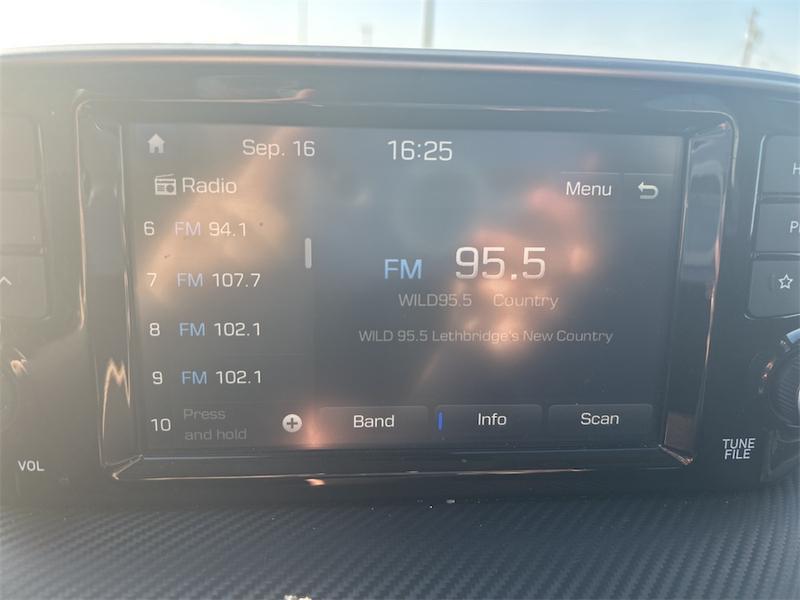 Sep. 16 16:25
Radio
Menu
6 FM 94.1
7 FM 107.7
8 FM 102.1
9 FM 102.1
10 Press
and hold
FM 95.5
WILD95.5 Country
WILD 95.5 Lethbridge's New Country
Band Info Scan
VOL
TUNE
FILE